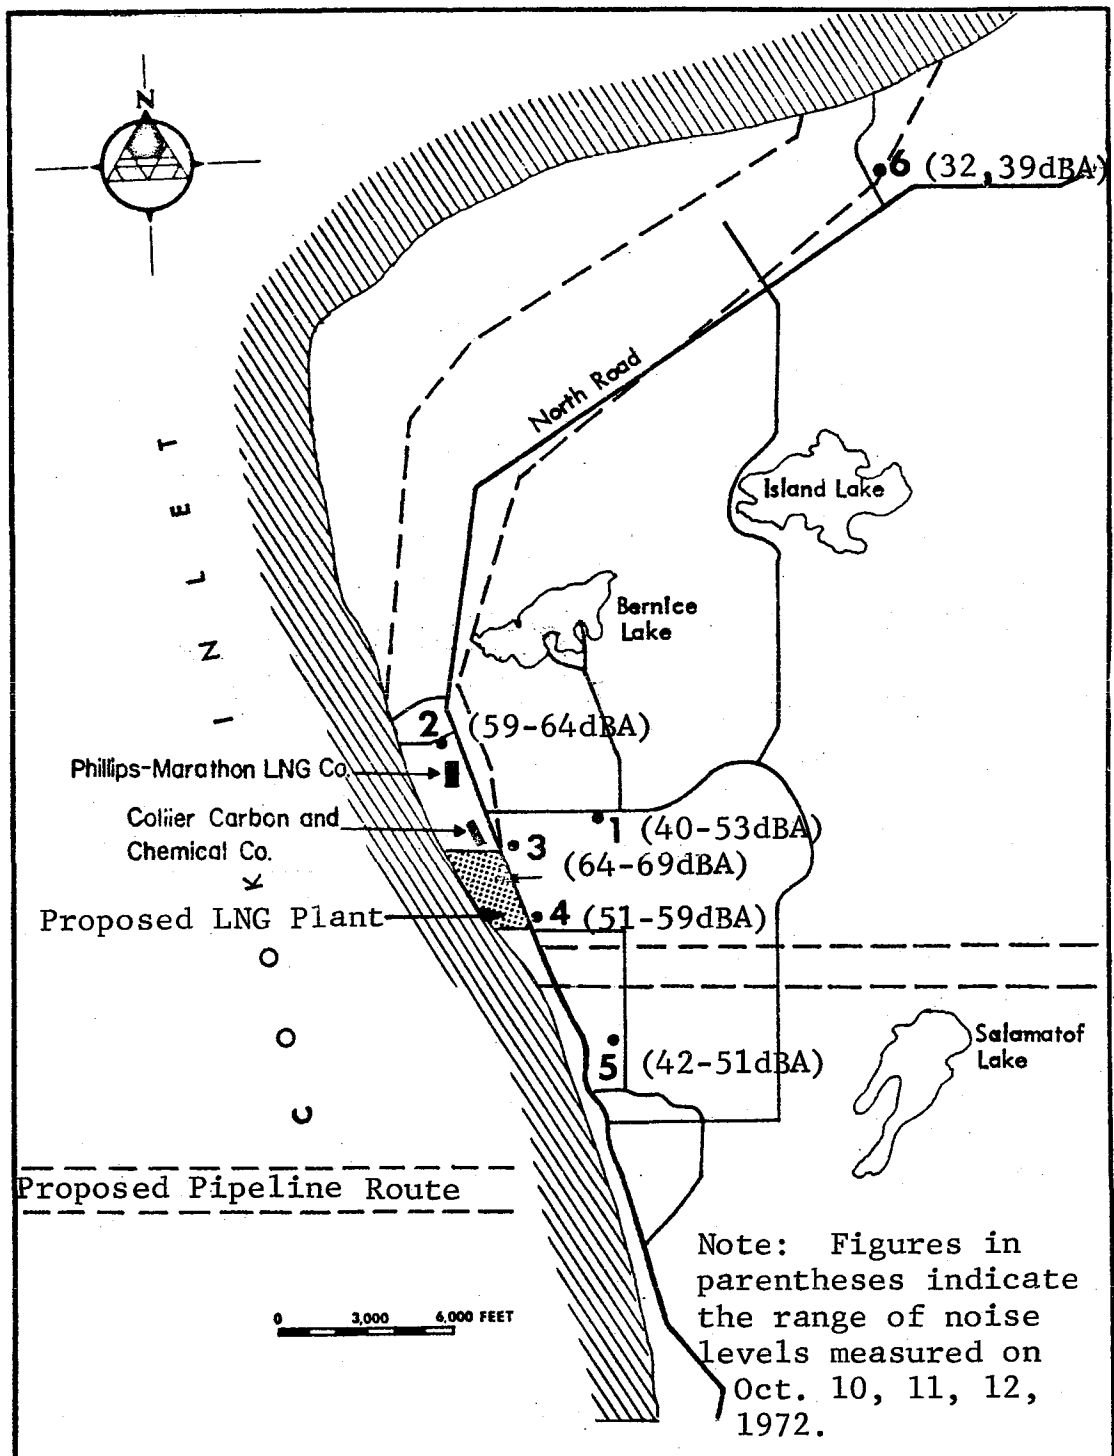 N
6 (32,39dBA)
North Road
Island Lake
Bernice
Lake
2 (59-64dBA)
Phillips-Marathon LNG Co.
Collier Carbon and
Chemical Co.
1 (40-53dBA)
3
(64-69dBA)
Proposed LNG Plant
4 (51-59dBA)
COOK INLET
Salamatof
Lake
5 (42-51dBA)
Proposed Pipeline Route
0 3,000 6,000 FEET
Note: Figures in
parentheses indicate
the range of noise
levels measured on
Oct. 10, 11, 12,
1972.